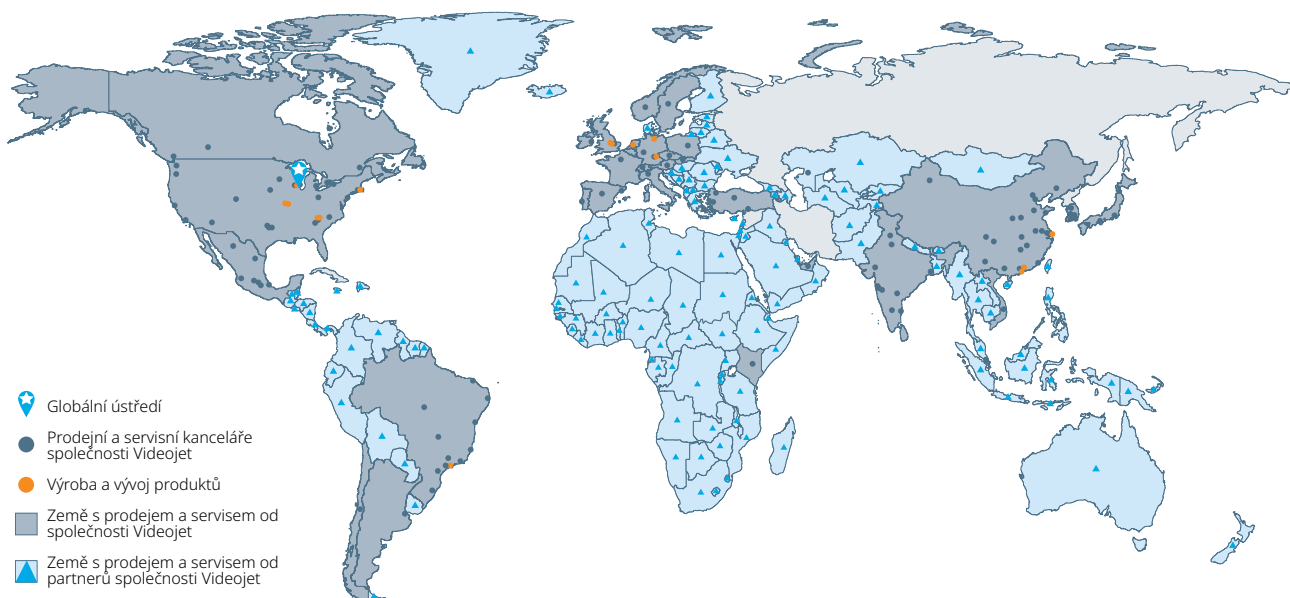 Globální ústředí
Prodejní a servisní kanceláře
společnosti Videojet
Výroba a vývoj produktů
Země s prodejem a servisem od
společnosti Videojet
Země s prodejem a servisem od
partnerů společnosti Videojet